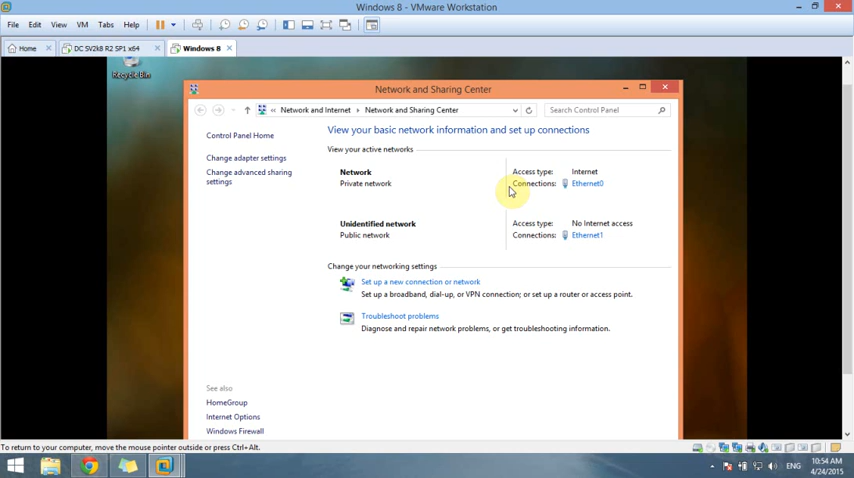 Windows 8 - VMware Workstation
File Edit View VM Tabs Help
Home DC SV2k8 R2 SP1 x64 Windows 8
Recycle Bin
Network and Sharing Center
« Network and Internet Network and Sharing Center Search Control Panel
Control Panel Home
Change adapter settings
Change advanced sharing
settings
View your basic network information and set up connections
View your active networks
Network Access type: Internet
Private network Connections: Ethernet0
Unidentified network Access type: No Internet access
Public network Connections: Ethernet1
Change your networking settings
Set up a new connection or network
Set up a broadband, dial-up, or VPN connection; or set up a router or access point.
Troubleshoot problems
Diagnose and repair network problems, or get troubleshooting information.
See also
HomeGroup
Internet Options
Windows Firewall
To return to your computer, move the mouse pointer outside or press Ctrl+Alt.
ENG
10:54 AM
4/24/2015